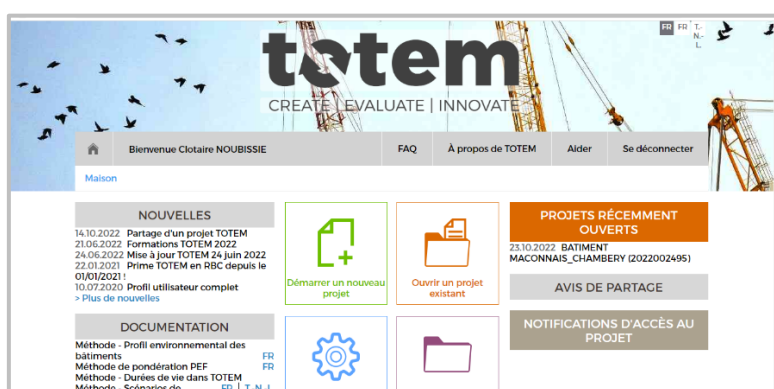 FR FR T.-
N.-
L.
totem
CREATE | EVALUATE | INNOVATE
Bienvenue Clotaire NOUBISSIE
FAQ
À propos de TOTEM
Aider
Se déconnecter
Maison
NOUVELLES
14.10.2022 Partage d'un projet TOTEM
21.06.2022 Formations TOTEM 2022
24.06.2022 Mise à jour TOTEM 24 juin 2022
22.01.2021 Prime TOTEM en RBC depuis le
01/01/2021 !
10.07.2020 Profil utilisateur complet
> Plus de nouvelles
DOCUMENTATION
Méthode - Profil environnemental des
bâtiments FR
Méthode de pondération PEF FR
Méthode - Durées de vie dans TOTEM
Méthode - Scénarios de FR | T.-N.-L.
Démarrer un nouveau
projet
Ouvrir un projet
existant
PROJETS RÉCEMMENT
OUVERTS
23.10.2022 BATIMENT
MACONNAIS_CHAMBERY (2022002495)
AVIS DE PARTAGE
NOTIFICATIONS D'ACCÈS AU
PROJET